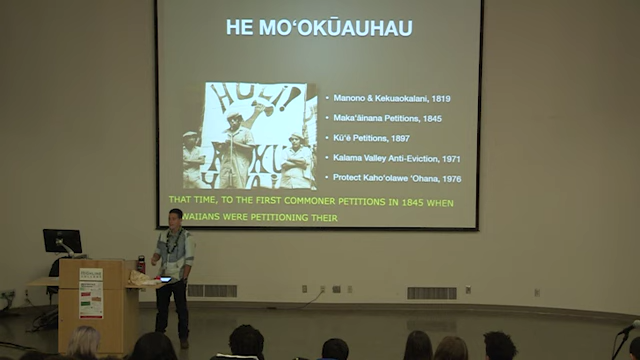 HE MOʻOKŪAUHAU
HULI!
• Manono & Kekuaokalani, 1819
• Makaʻāinana Petitions, 1845
• Kūʻē Petitions, 1897
• Kalama Valley Anti-Eviction, 1971
• Protect Kahoʻolawe ʻOhana, 1976
THAT TIME, TO THE FIRST COMMONER PETITIONS IN 1845 WHEN
WAIIANS WERE PETITIONING THEIR